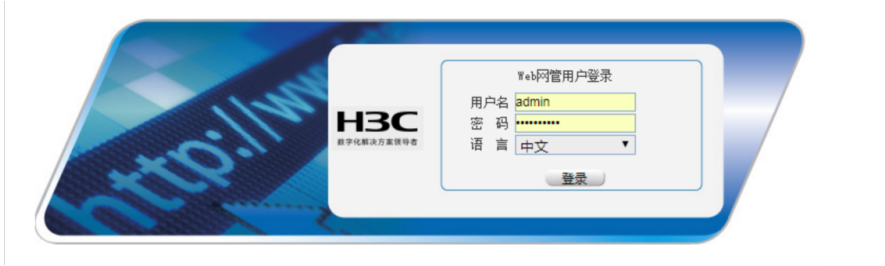 http://www
H3C
数字化解决方案领导者
Web网管用户登录
用户名 admin
密 码 ••••••••••
语 言 中文
登录